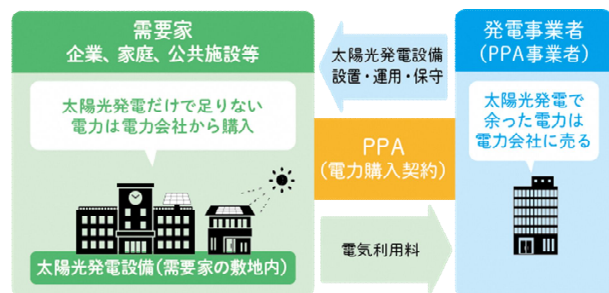 需要家
企業、家庭、公共施設等
太陽光発電だけで足りない
電力は電力会社から購入
太陽光発電設備(需要家の敷地内)
太陽光発電設備
設置・運用・保守
PPA
(電力購入契約)
電気利用料
発電事業者
(PPA事業者)
太陽光発電で
余った電力は
電力会社に売る